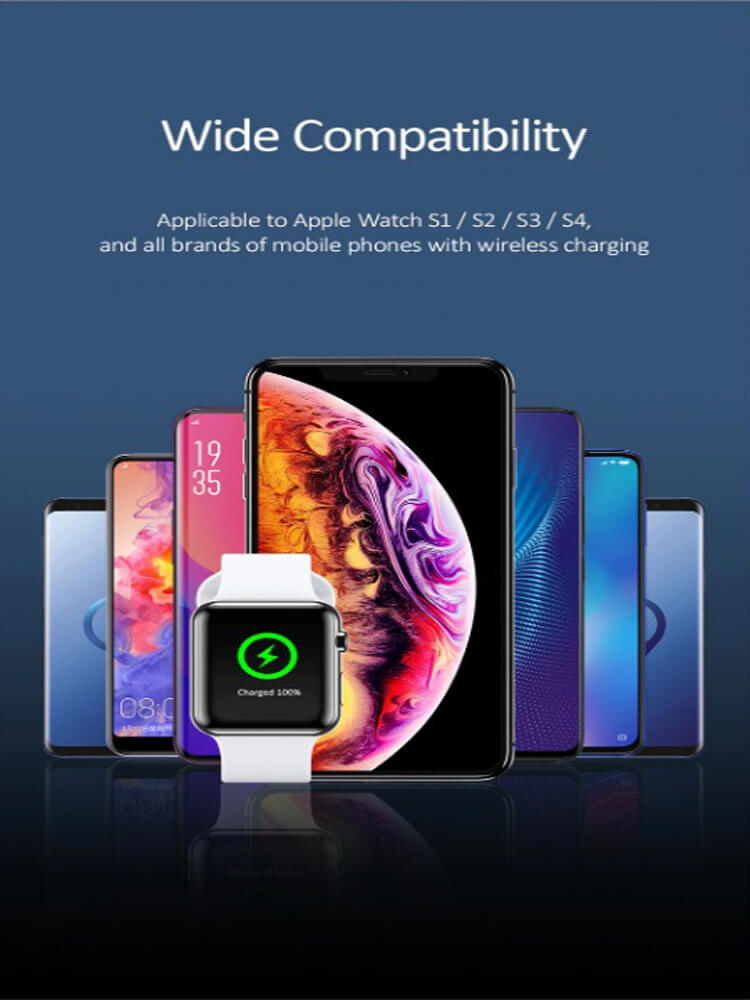 Wide Compatibility
Applicable to Apple Watch S1 / S2 / S3 / S4,
and all brands of mobile phones with wireless charging
19
35
Charged 100%
08:0